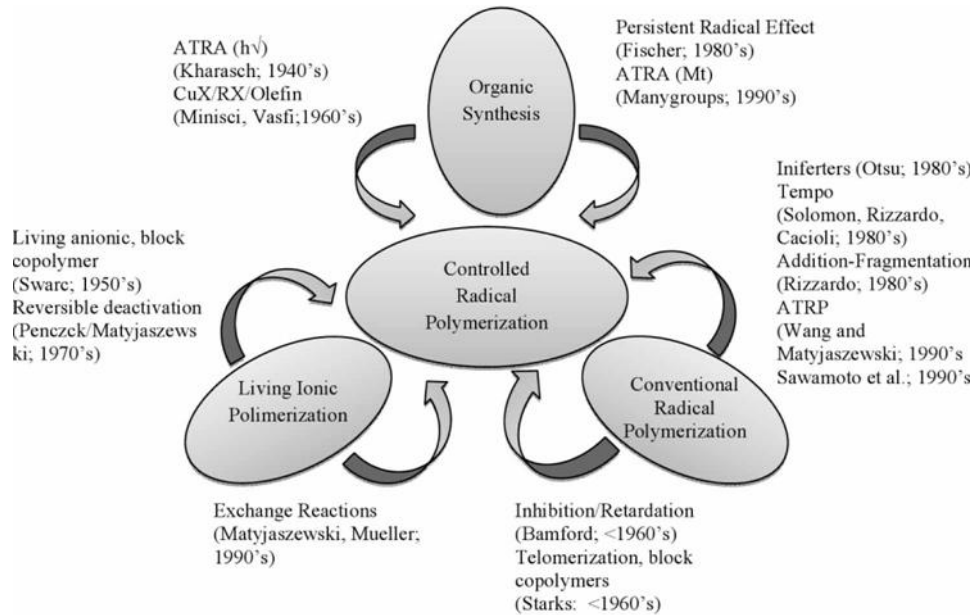 ATRA (h√)
(Kharasch; 1940's)
CuX/RX/Olefin
(Minisci, Vasfi;1960's)
Organic
Synthesis
Persistent Radical Effect
(Fischer; 1980's)
ATRA (Mt)
(Manygroups; 1990's)
Iniferters (Otsu; 1980's)
Tempo
(Solomon, Rizzardo,
Cacioli; 1980's)
Addition-Fragmentation
(Rizzardo; 1980's)
ATRP
(Wang and
Matyjaszewski; 1990's
Sawamoto et al.; 1990's
Living anionic, block
copolymer
(Swarc; 1950's)
Reversible deactivation
(Penczck/Matyjaszews
ki; 1970's)
Controlled
Radical
Polymerization
Living Ionic
Polimerization
Conventional
Radical
Polymerization
Exchange Reactions
(Matyjaszewski, Mueller;
1990's)
Inhibition/Retardation
(Bamford; <1960's)
Telomerization, block
copolymers
(Starks: <1960's)